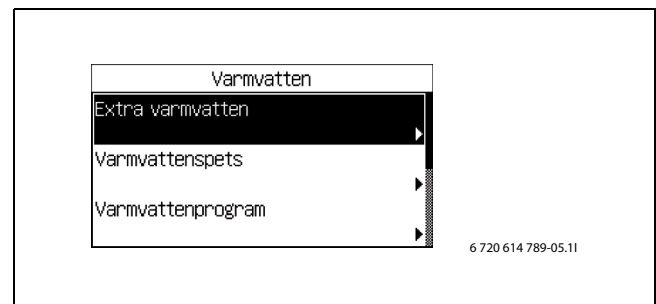 Varmvatten
Extra varmvatten
Varmvattenspets
Varmvattenprogram
6 720 614 789-05.1I